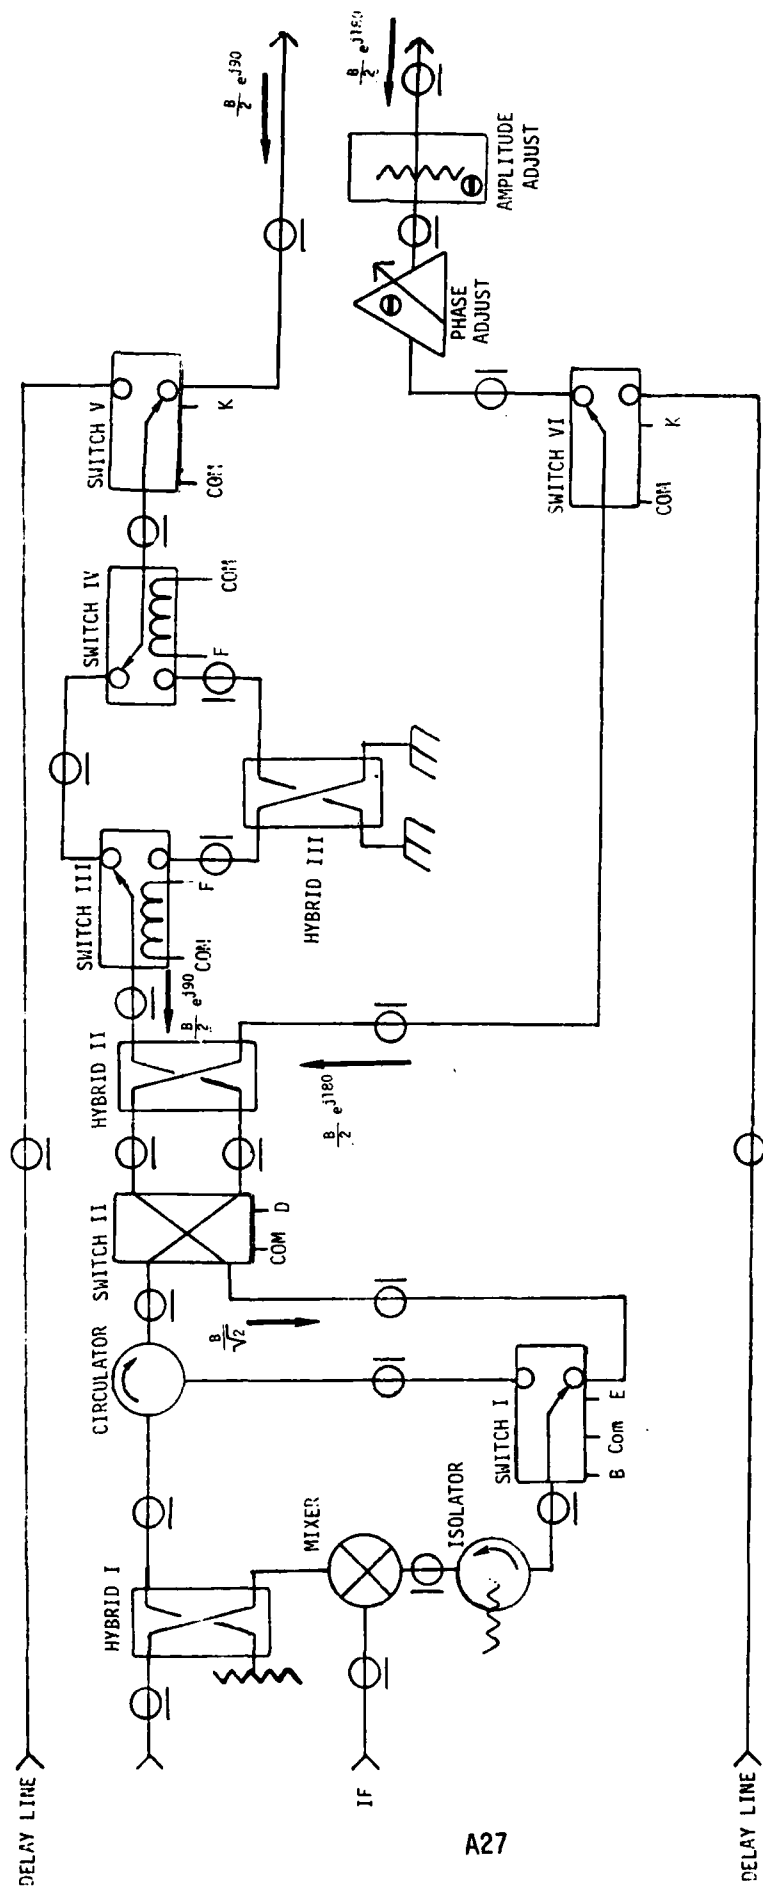 DELAY LINE
HYBRID I
CIRCULATOR
SWITCH II
COM D
HYBRID II
SWITCH III
COM
F
HYBRID III
SWITCH IV
F
COM
SWITCH V
COM
K
B/2 e^j90
B/2 e^j180
AMPLITUDE
ADJUST
PHASE
ADJUST
SWITCH VI
COM
K
B/2 e^j90
B/2 e^j180
B/√2
SWITCH I
B Com E
ISOLATOR
MIXER
IF
DELAY LINE
A27